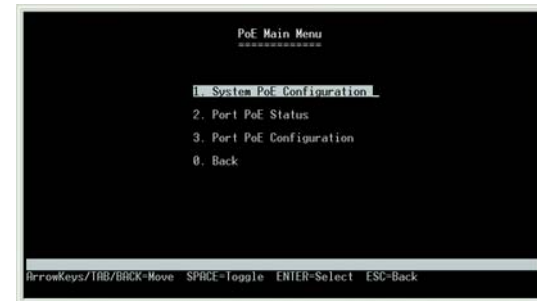 PoE Main Menu
=============
1. System PoE Configuration _
2. Port PoE Status
3. Port PoE Configuration
0. Back
ArrowKeys/TAB/BACK=Move SPACE=Toggle ENTER=Select ESC=Back